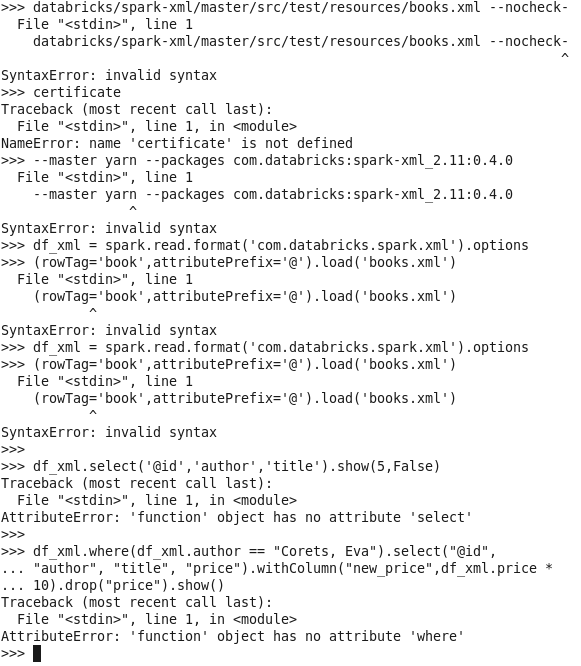 >>> databricks/spark-xml/master/src/test/resources/books.xml --nocheck-
  File "<stdin>", line 1
    databricks/spark-xml/master/src/test/resources/books.xml --nocheck-
                                                                      ^
SyntaxError: invalid syntax
>>> certificate
Traceback (most recent call last):
  File "<stdin>", line 1, in <module>
NameError: name 'certificate' is not defined
>>> --master yarn --packages com.databricks:spark-xml_2.11:0.4.0
  File "<stdin>", line 1
    --master yarn --packages com.databricks:spark-xml_2.11:0.4.0
                ^
SyntaxError: invalid syntax
>>> df_xml = spark.read.format('com.databricks.spark.xml').options
>>> (rowTag='book',attributePrefix='@').load('books.xml')
  File "<stdin>", line 1
    (rowTag='book',attributePrefix='@').load('books.xml')
           ^
SyntaxError: invalid syntax
>>> df_xml = spark.read.format('com.databricks.spark.xml').options
>>> (rowTag='book',attributePrefix='@').load('books.xml')
  File "<stdin>", line 1
    (rowTag='book',attributePrefix='@').load('books.xml')
           ^
SyntaxError: invalid syntax
>>>
>>> df_xml.select('@id','author','title').show(5,False)
Traceback (most recent call last):
  File "<stdin>", line 1, in <module>
AttributeError: 'function' object has no attribute 'select'
>>>
>>> df_xml.where(df_xml.author == "Corets, Eva").select("@id",
... "author", "title", "price").withColumn("new_price",df_xml.price *
... 10).drop("price").show()
Traceback (most recent call last):
  File "<stdin>", line 1, in <module>
AttributeError: 'function' object has no attribute 'where'
>>>